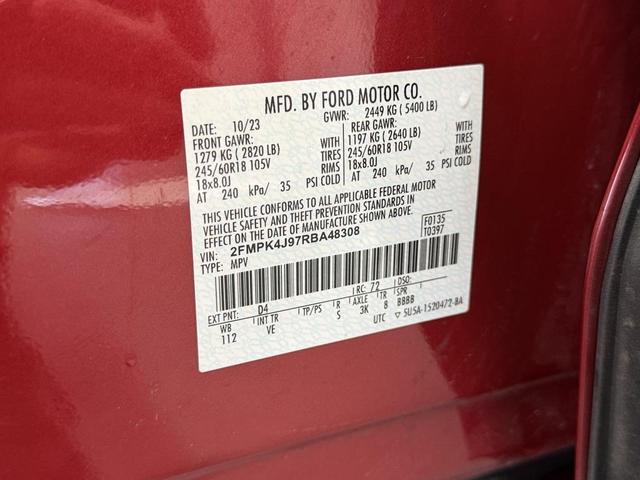 MFD. BY FORD MOTOR CO.
DATE: 10/23 GVWR: 2449 KG ( 5400 LB)
FRONT GAWR: REAR GAWR:
1279 KG ( 2820 LB) WITH 1197 KG ( 2640 LB) WITH
245/60R18 105V TIRES 245/60R18 105V TIRES
18x8.0J RIMS 18x8.0J RIMS
AT 240 kPa/ 35 PSI COLD AT 240 kPa/ 35 PSI COLD
THIS VEHICLE CONFORMS TO ALL APPLICABLE FEDERAL MOTOR
VEHICLE SAFETY AND THEFT PREVENTION STANDARDS IN
EFFECT ON THE DATE OF MANUFACTURE SHOWN ABOVE.
VIN: 2FMPK4J97RBA48308 F0135
TYPE: MPV T0397
EXT PNT: D4 RC: 72 DSO:
WB INT TR TP/PS R AXLE TR SPR
112 VE S 3K 8 BBBB
UTC ▽ 5U5A-1520472-BA